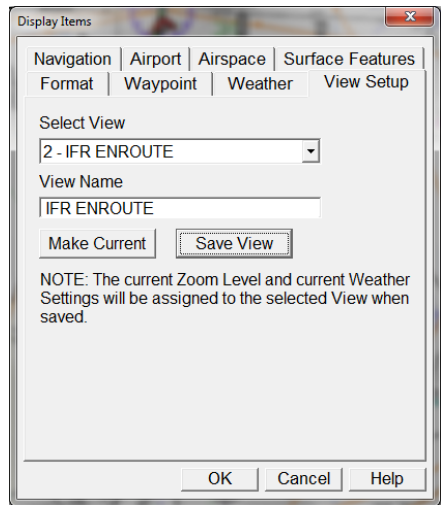 Display Items
Navigation Airport Airspace Surface Features
Format Waypoint Weather View Setup
Select View
2 - IFR ENROUTE
View Name
IFR ENROUTE
Make Current Save View
NOTE: The current Zoom Level and current Weather
Settings will be assigned to the selected View when
saved.
OK Cancel Help